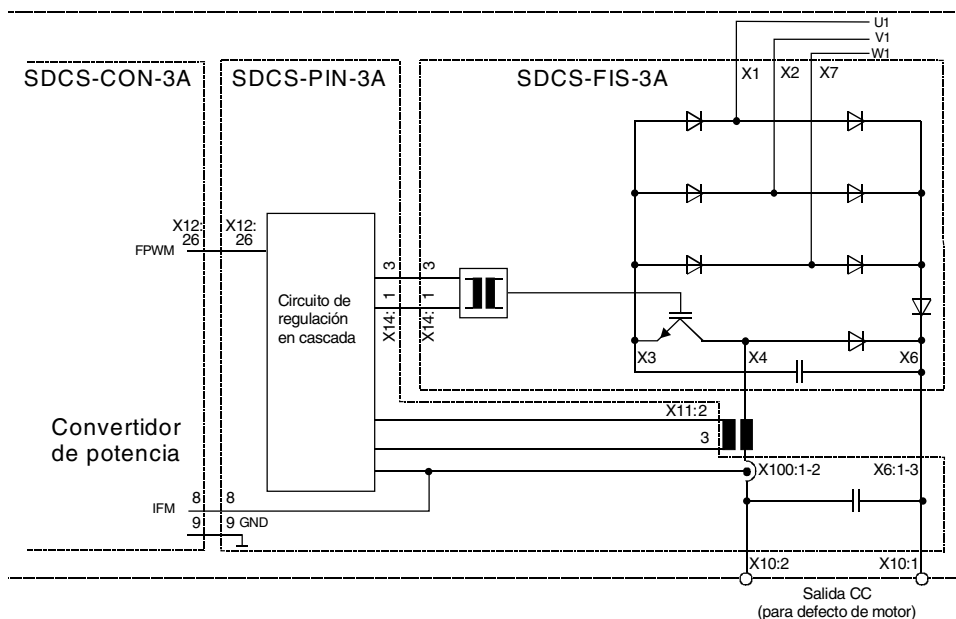 U1
V1
W1
SDCS-CON-3A
SDCS-PIN-3A
SDCS-FIS-3A
X1
X2
X7
X12:
26
X12:
26
FPWM
Circuito de
regulación
en cascada
3
3
X14: 1
X14: 1
X3
X4
X6
X11:2
3
Convertidor
de potencia
X100:1-2
X6:1-3
IFM
8
8
9
9 GND
X10:2
X10:1
Salida CC
(para defecto de motor)